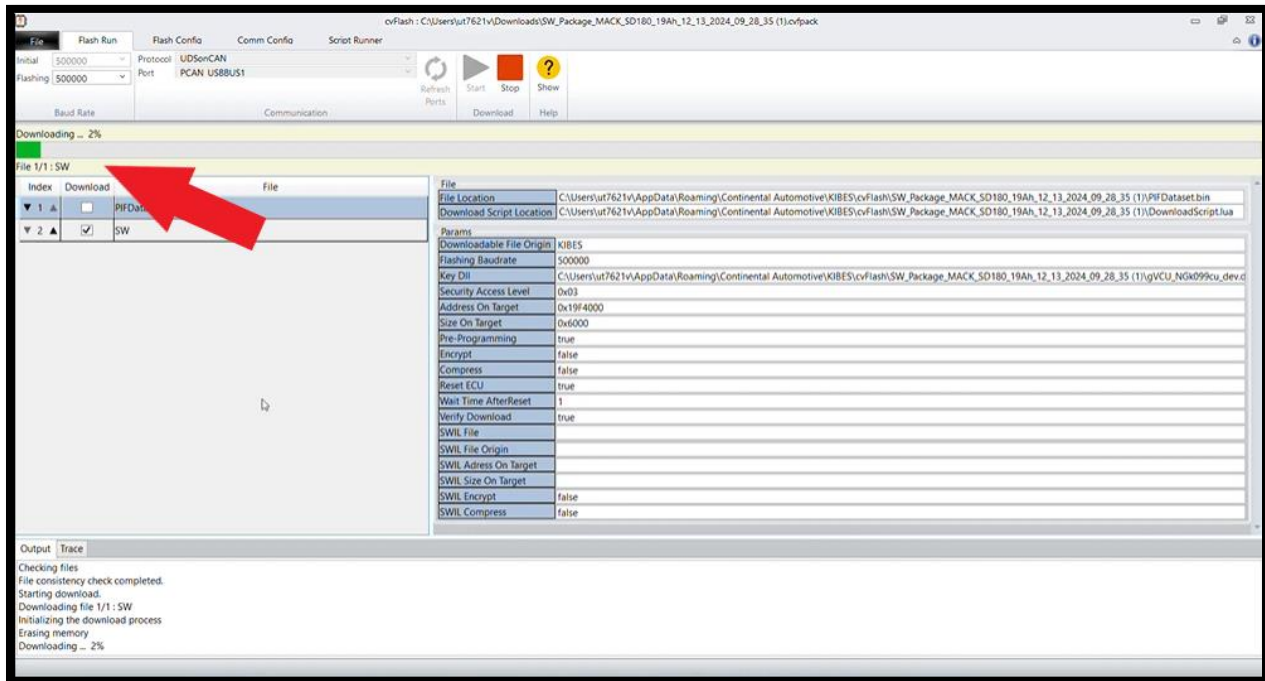 cvFlash : C:\Users\ut7621v\Downloads\SW_Package_MACK_SD180_19Ah_12_13_2024_09_28_35 (1).cvfpack
File Flash Run Flash Config Comm Config Script Runner
Initial 500000 Protocol UDSonCAN
Flashing 500000 Port PCAN USBBUS1
Refresh Ports Start Stop Show
Baud Rate Communication Download Help
Downloading ... 2%
File 1/1 : SW
Index Download File
1
2 SW
File
File Location C:\Users\ut7621v\AppData\Roaming\Continental Automotive\KIBES\cvFlash\SW_Package_MACK_SD180_19Ah_12_13_2024_09_28_35 (1)\PIFDataset.bin
Download Script Location C:\Users\ut7621v\AppData\Roaming\Continental Automotive\KIBES\cvFlash\SW_Package_MACK_SD180_19Ah_12_13_2024_09_28_35 (1)\DownloadScript.lua
Params
Downloadable File Origin KIBES
Flashing Baudrate 500000
Key Dll C:\Users\ut7621v\AppData\Roaming\Continental Automotive\KIBES\cvFlash\SW_Package_MACK_SD180_19Ah_12_13_2024_09_28_35 (1)\gVCU_NGk099cu_dev.d
Security Access Level 0x03
Address On Target 0x19F4000
Size On Target 0x6000
Pre-Programming true
Encrypt false
Compress false
Reset ECU true
Wait Time AfterReset 1
Verify Download true
SWIL File
SWIL File Origin
SWIL Adress On Target
SWIL Size On Target
SWIL Encrypt false
SWIL Compress false
Output Trace
Checking files
File consistency check completed.
Starting download.
Downloading file 1/1 : SW
Initializing the download process
Erasing memory
Downloading ... 2%